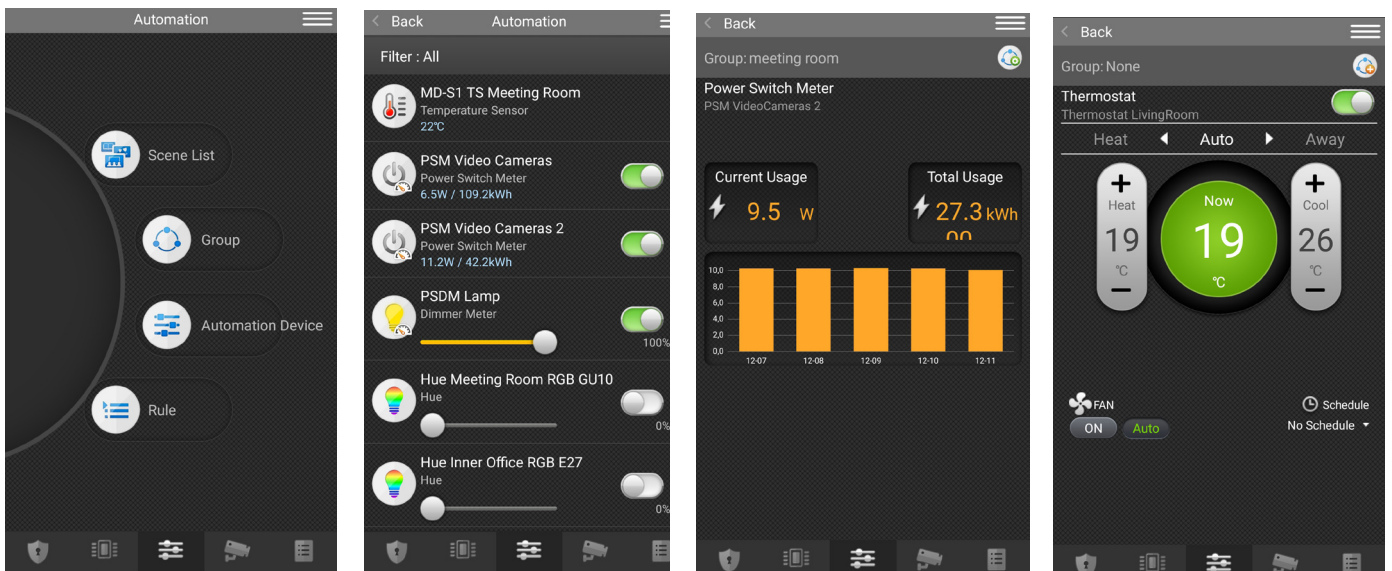 Automation
Scene List
Group
Automation Device
Rule
Back Automation
Filter : All
MD-S1 TS Meeting Room
Temperature Sensor
22℃
PSM Video Cameras
Power Switch Meter
6.5W / 109.2kWh
PSM Video Cameras 2
Power Switch Meter
11.2W / 42.2kWh
PSDM Lamp
Dimmer Meter
100%
Hue Meeting Room RGB GU10
Hue
0%
Hue Inner Office RGB E27
Hue
0%
Back
Group: meeting room
Power Switch Meter
PSM VideoCameras 2
Current Usage
9.5 W
Total Usage
27.3 kWh
10,0
8,0
6,0
4,0
2,0
0,0
12-07 12-08 12-09 12-10 12-11
Back
Group: None
Thermostat
Thermostat LivingRoom
Heat Auto Away
Heat
19
℃
Now
19
℃
Cool
26
℃
FAN
ON Auto
Schedule
No Schedule